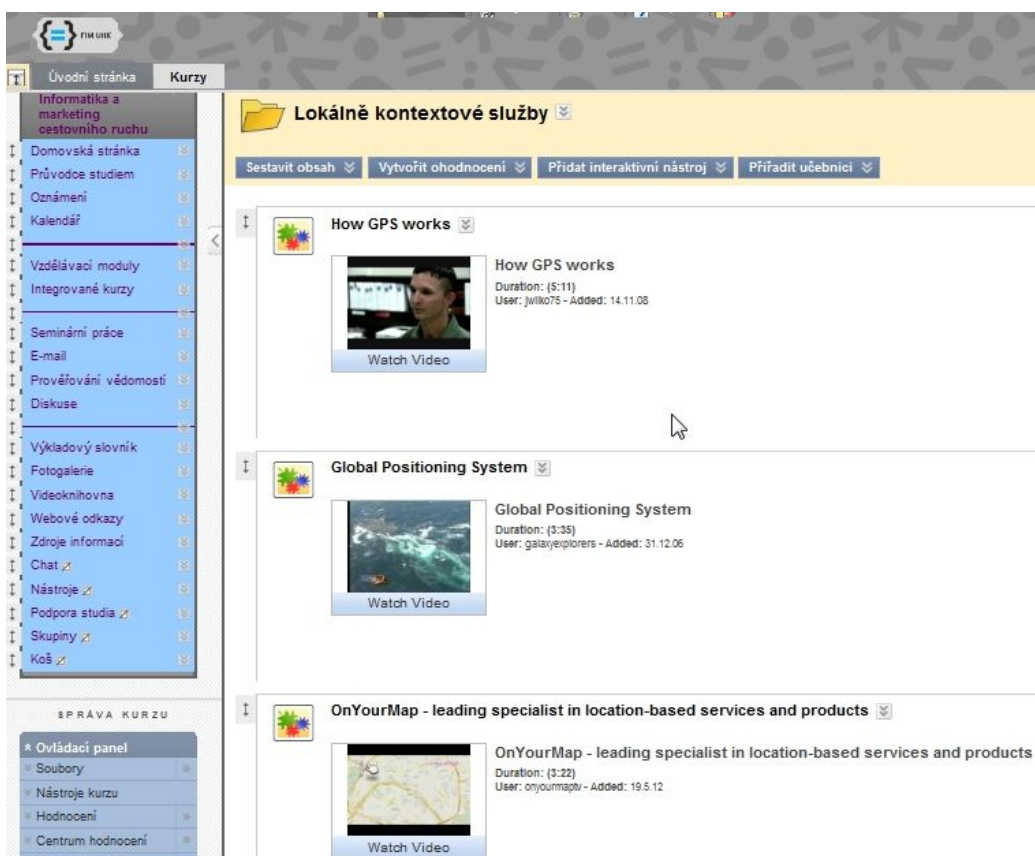 FIM UHK
Úvodní stránka
Kurzy
Informatika a
marketing
cestovního ruchu
Domovská stránka
Průvodce studiem
Oznámení
Kalendář
Vzdělávací moduly
Integrované kurzy
Seminární práce
E-mail
Prověřování vědomostí
Diskuse
Výkladový slovník
Fotogalerie
Videoknihovna
Webové odkazy
Zdroje informací
Chat
Nástroje
Podpora studia
Skupiny
Koš
SPRÁVA KURZU
Ovládací panel
Soubory
Nástroje kurzu
Hodnocení
Centrum hodnocení
Lokálně kontextové služby
Sestavit obsah
Vytvořit ohodnocení
Přidat interaktivní nástroj
Přiřadit učebnici
How GPS works
How GPS works
Duration: (5:11)
User: jwilko75 - Added: 14.11.08
Watch Video
Global Positioning System
Global Positioning System
Duration: (3:35)
User: galaxyexplorers - Added: 31.12.06
Watch Video
OnYourMap - leading specialist in location-based services and products
OnYourMap - leading specialist in location-based services and products
Duration: (3:22)
User: onyourmaptv - Added: 19.5.12
Watch Video